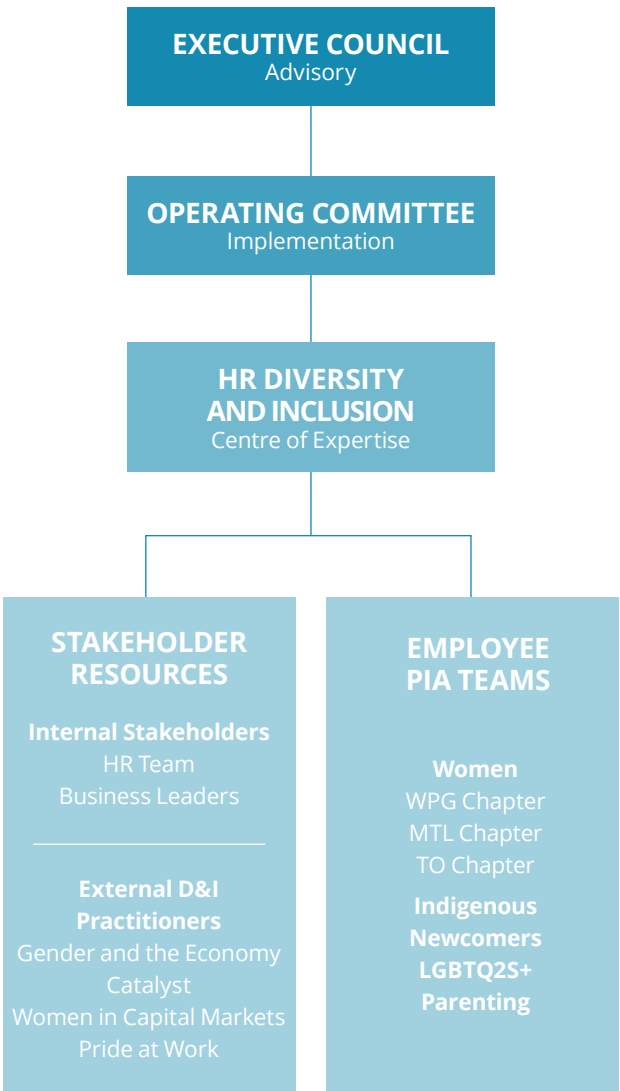 EXECUTIVE COUNCIL
Advisory
OPERATING COMMITTEE
Implementation
HR DIVERSITY
AND INCLUSION
Centre of Expertise
STAKEHOLDER
RESOURCES
Internal Stakeholders
HR Team
Business Leaders
External D&I
Practitioners
Gender and the Economy
Catalyst
Women in Capital Markets
Pride at Work
EMPLOYEE
PIA TEAMS
Women
WPG Chapter
MTL Chapter
TO Chapter
Indigenous
Newcomers
LGBTQ2S+
Parenting